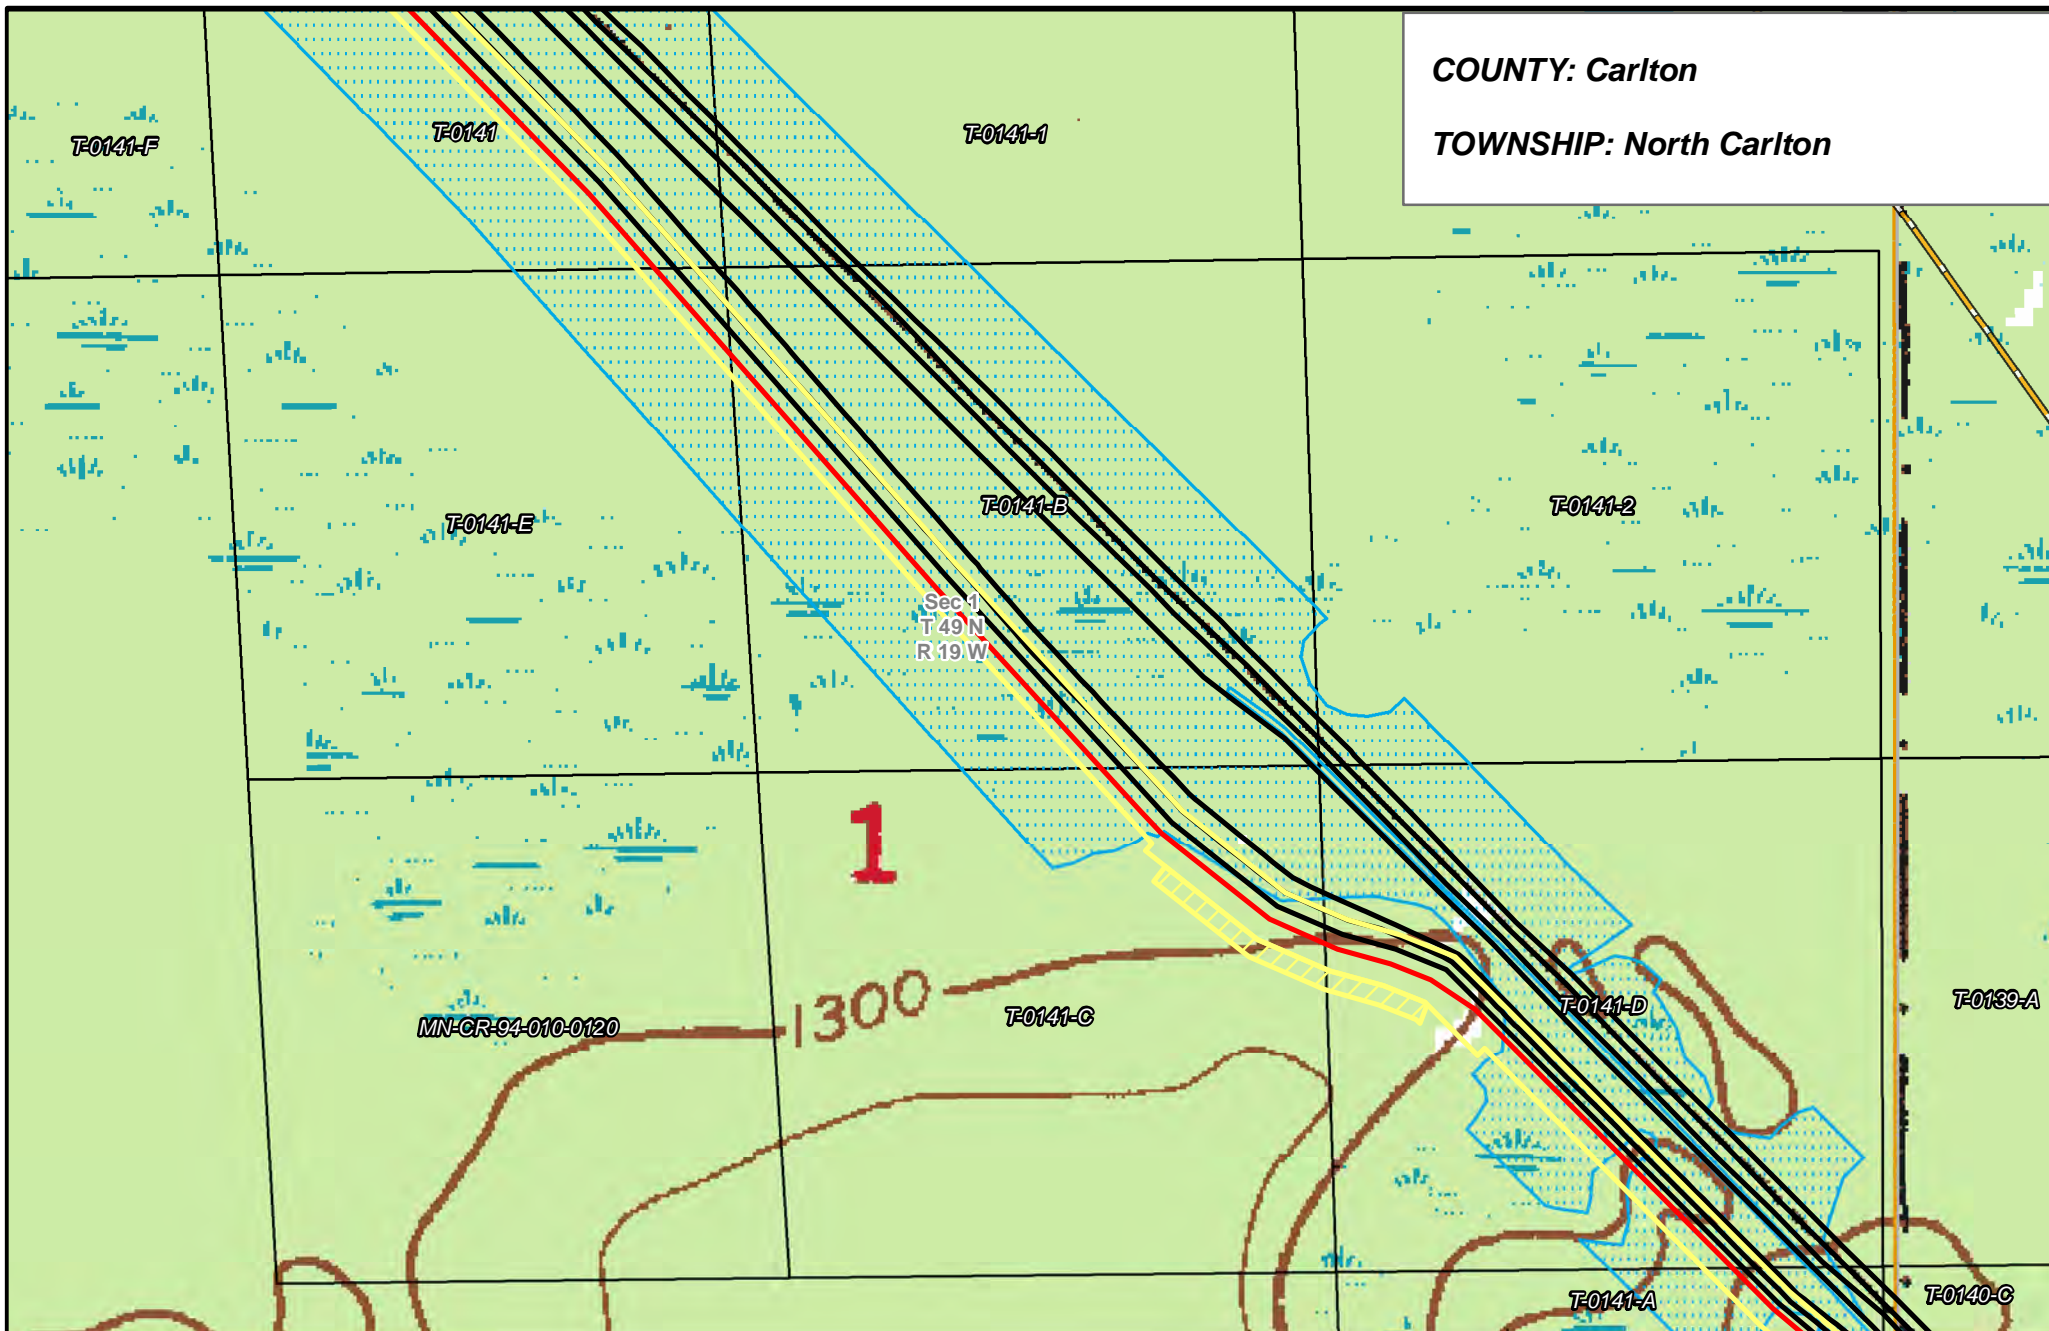 COUNTY: Carlton
TOWNSHIP: North Carlton
T-0141-F
T-0141
T-0141-1
T-0141-E
T-0141-B
T-0141-2
Sec 1
T 49 N
R 19 W
1
1300
MN-CR-94-010-0120
T-0141-C
T-0141-D
T-0139-A
T-0141-A
T-0140-C